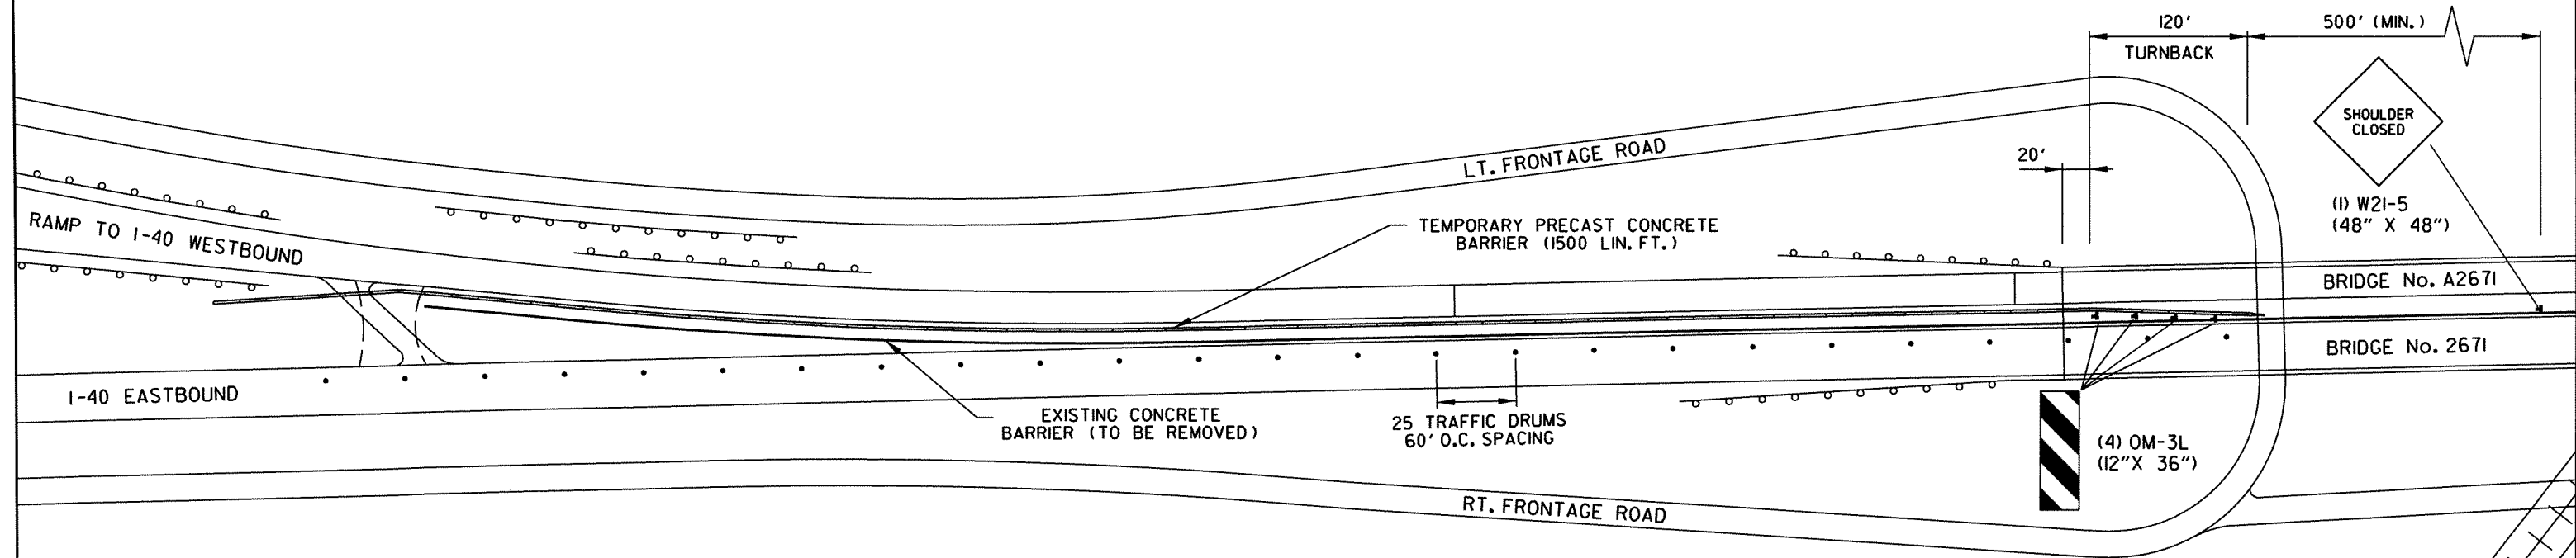 120'
TURNBACK
500' (MIN.)
SHOULDER
CLOSED
20'
(1) W21-5
(48" X 48")
LT. FRONTAGE ROAD
RAMP TO I-40 WESTBOUND
TEMPORARY PRECAST CONCRETE
BARRIER (1500 LIN. FT.)
BRIDGE No. A2671
BRIDGE No. 2671
I-40 EASTBOUND
EXISTING CONCRETE
BARRIER (TO BE REMOVED)
25 TRAFFIC DRUMS
60' O.C. SPACING
(4) OM-3L
(12" X 36")
RT. FRONTAGE ROAD